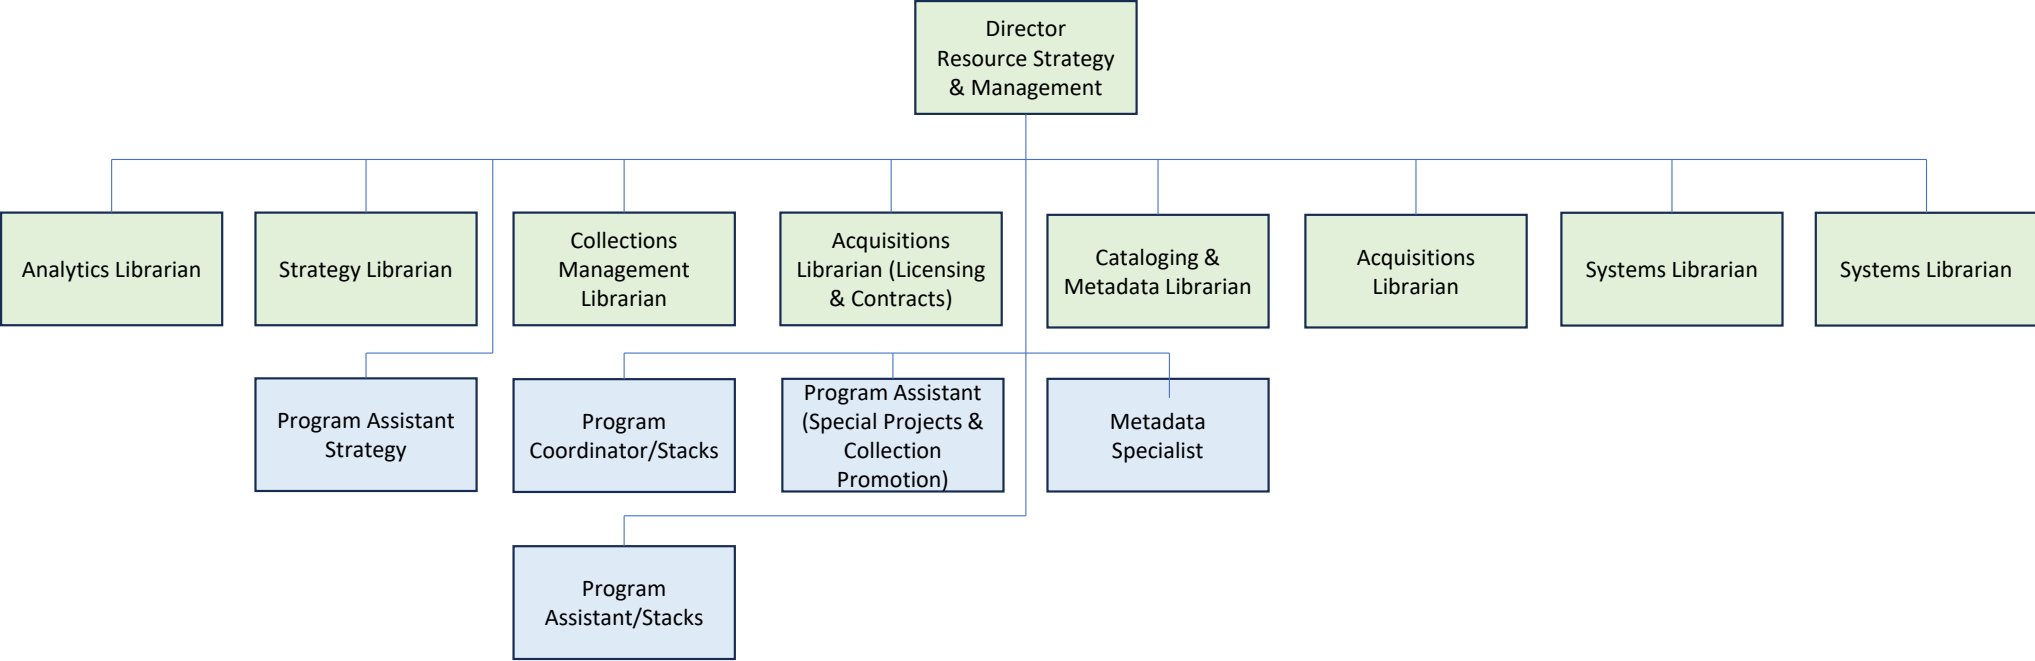 Director
Resource Strategy
& Management
Analytics Librarian
Strategy Librarian
Collections
Management
Librarian
Acquisitions
Librarian (Licensing
& Contracts)
Cataloging &
Metadata Librarian
Acquisitions
Librarian
Systems Librarian
Systems Librarian
Program Assistant
Strategy
Program
Coordinator/Stacks
Program Assistant
(Special Projects &
Collection
Promotion)
Metadata
Specialist
Program
Assistant/Stacks